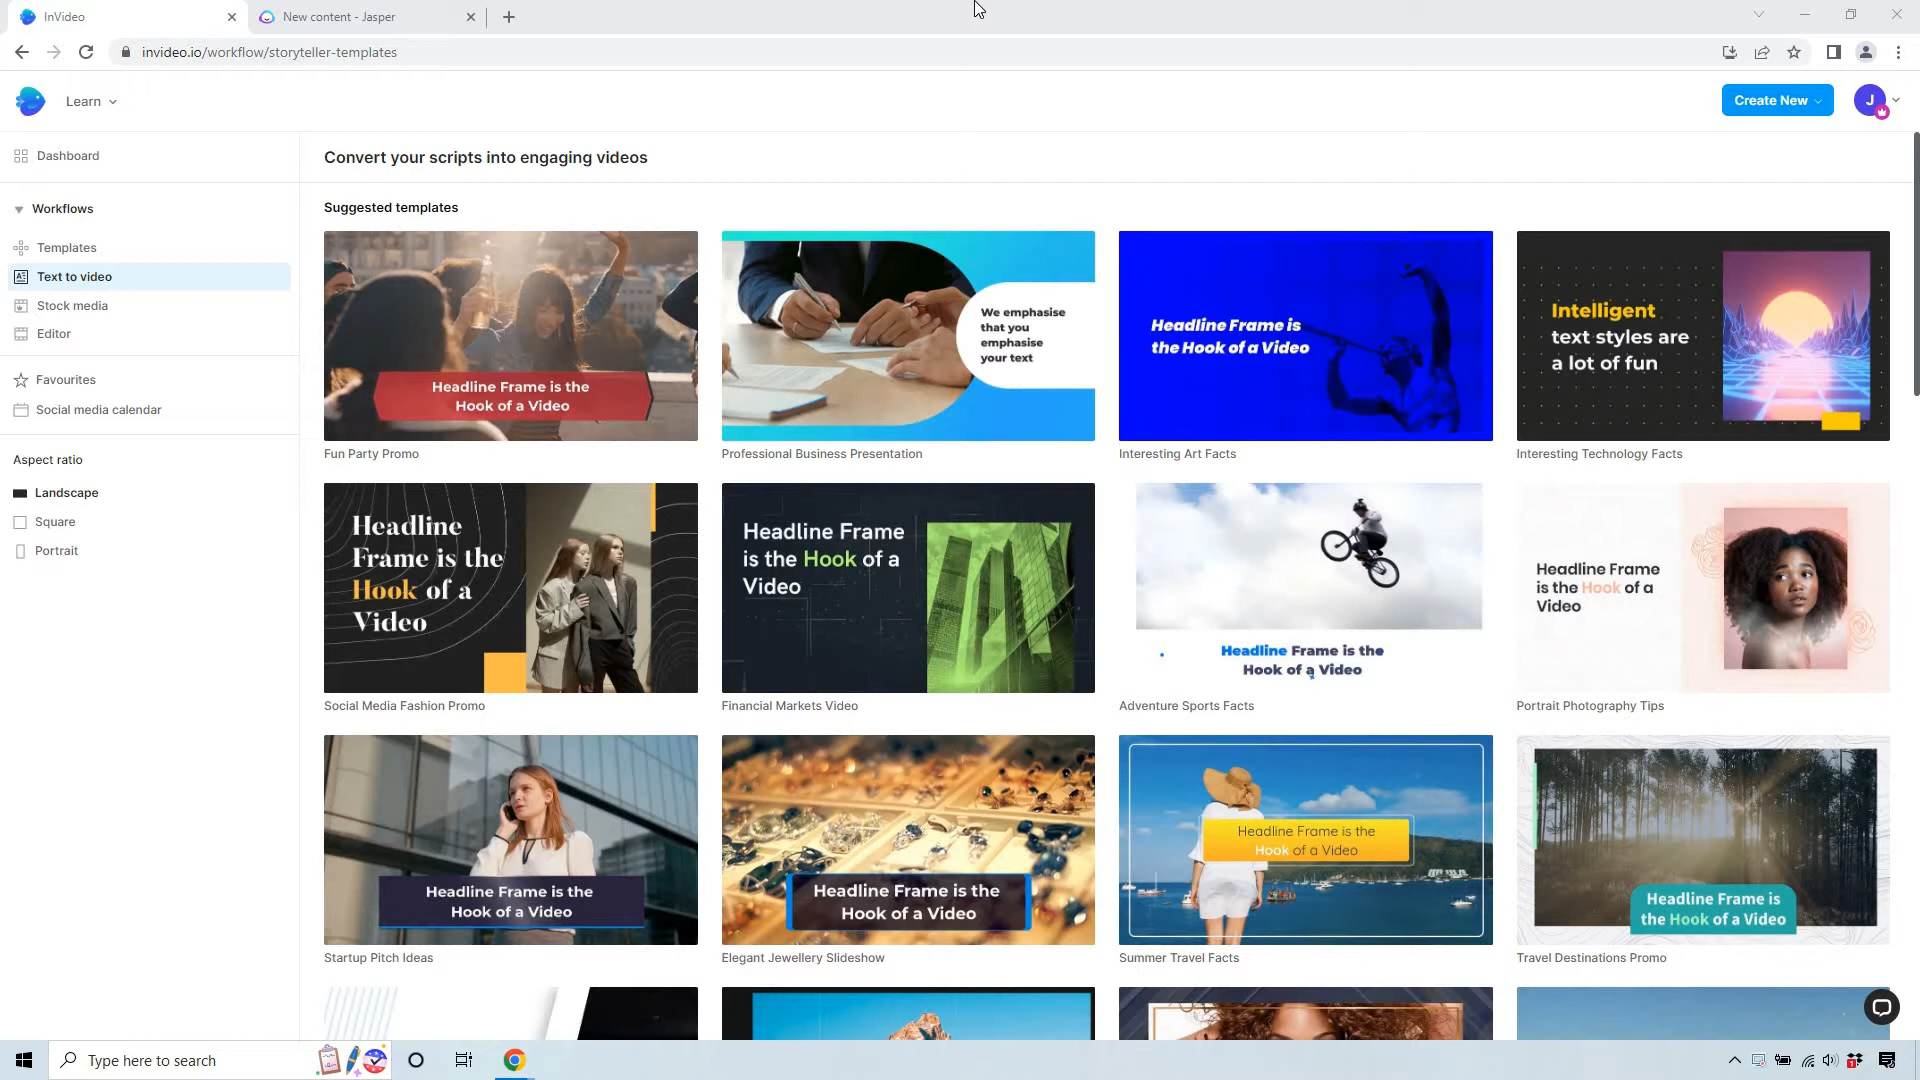 InVideo
New content - Jasper
invideo.io/workflow/storyteller-templates
Learn
Create New
J
Dashboard
Convert your scripts into engaging videos
Workflows
Suggested templates
Templates
Text to video
Stock media
Editor
Favourites
Social media calendar
Aspect ratio
Landscape
Square
Portrait
Headline Frame is the
Hook of a Video
Fun Party Promo
We emphasise
that you
emphasise
your text
Professional Business Presentation
Headline Frame is
the Hook of a Video
Interesting Art Facts
Intelligent
text styles are
a lot of fun
Interesting Technology Facts
Headline
Frame is the
Hook of a
Video
Social Media Fashion Promo
Headline Frame
is the Hook of a
Video
Financial Markets Video
Headline Frame is the
Hook of a Video
Adventure Sports Facts
Headline Frame
is the Hook of a
Video
Portrait Photography Tips
Headline Frame is the
Hook of a Video
Startup Pitch Ideas
Headline Frame is the
Hook of a Video
Elegant Jewellery Slideshow
Headline Frame is the
Hook of a Video
Summer Travel Facts
Headline Frame is
the Hook of a Video
Travel Destinations Promo
Type here to search